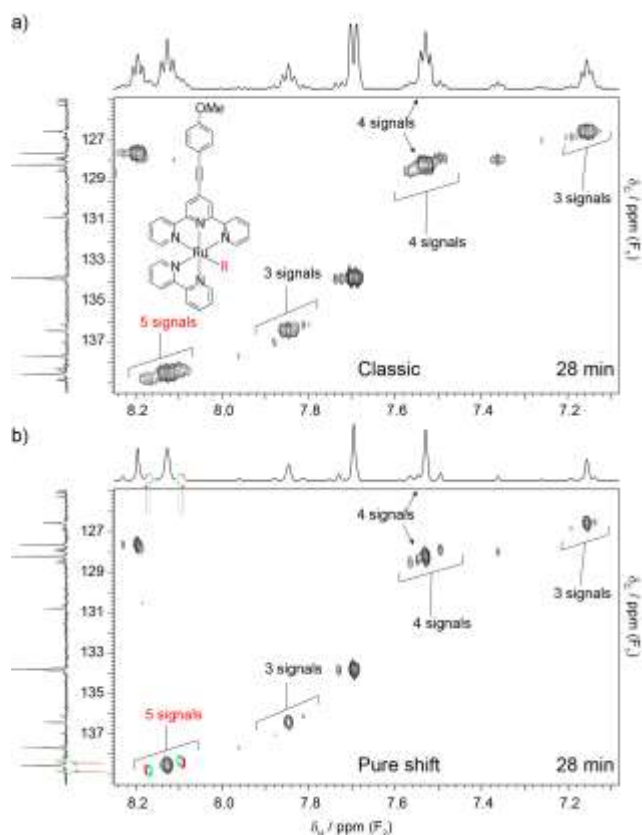 a)
OMe
N
N
N
Ru
N
N
4 signals
4 signals
3 signals
3 signals
5 signals
Classic
28 min
127
129
131
133
135
137
δC / ppm (F1)
8.2 8.0 7.8 7.6 7.4 7.2
b)
4 signals
4 signals
3 signals
3 signals
5 signals
Pure shift
28 min
127
129
131
133
135
137
δC / ppm (F1)
8.2 8.0 7.8 7.6 7.4 7.2
δH / ppm (F2)